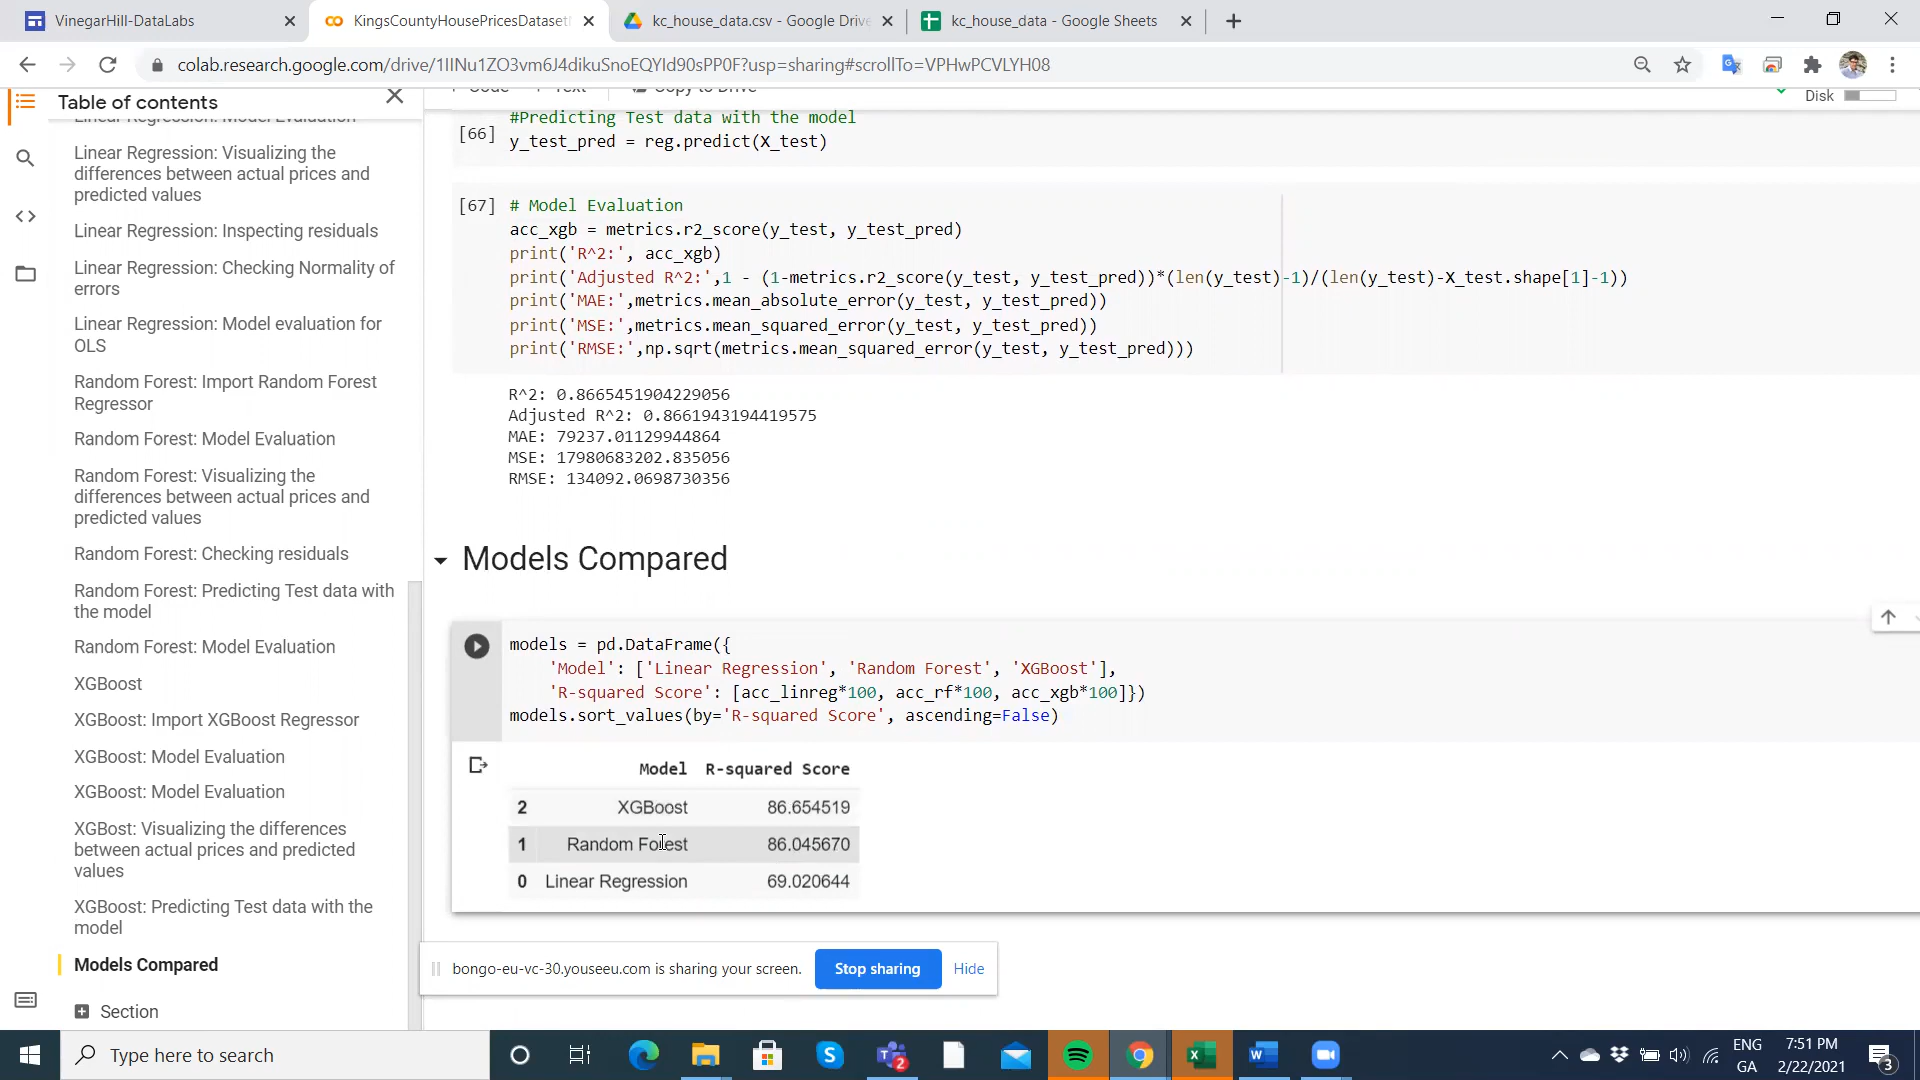 VinegarHill-DataLabs
KingsCountyHousePricesDataset
kc_house_data.csv - Google Drive
kc_house_data - Google Sheets
colab.research.google.com/drive/1IINu1ZO3vm6J4dikuSnoEQYId90sPP0F?usp=sharing#scrollTo=VPHwPCVLYH08
Table of contents
Linear Regression: Model Evaluation
Linear Regression: Visualizing the
differences between actual prices and
predicted values
Linear Regression: Inspecting residuals
Linear Regression: Checking Normality of
errors
Linear Regression: Model evaluation for
OLS
Random Forest: Import Random Forest
Regressor
Random Forest: Model Evaluation
Random Forest: Visualizing the
differences between actual prices and
predicted values
Random Forest: Checking residuals
Random Forest: Predicting Test data with
the model
Random Forest: Model Evaluation
XGBoost
XGBoost: Import XGBoost Regressor
XGBoost: Model Evaluation
XGBoost: Model Evaluation
XGBost: Visualizing the differences
between actual prices and predicted
values
XGBoost: Predicting Test data with the
model
Models Compared
Section
+ Code + Text Copy to Drive
Disk
#Predicting Test data with the model
[66] y_test_pred = reg.predict(X_test)
[67] # Model Evaluation
acc_xgb = metrics.r2_score(y_test, y_test_pred)
print('R^2:', acc_xgb)
print('Adjusted R^2:',1 - (1-metrics.r2_score(y_test, y_test_pred))*(len(y_test)-1)/(len(y_test)-X_test.shape[1]-1))
print('MAE:',metrics.mean_absolute_error(y_test, y_test_pred))
print('MSE:',metrics.mean_squared_error(y_test, y_test_pred))
print('RMSE:',np.sqrt(metrics.mean_squared_error(y_test, y_test_pred)))
R^2: 0.8665451904229056
Adjusted R^2: 0.8661943194419575
MAE: 79237.01129944864
MSE: 17980683202.835056
RMSE: 134092.0698730356
Models Compared
models = pd.DataFrame({
'Model': ['Linear Regression', 'Random Forest', 'XGBoost'],
'R-squared Score': [acc_linreg*100, acc_rf*100, acc_xgb*100]})
models.sort_values(by='R-squared Score', ascending=False)
Model R-squared Score
2 XGBoost 86.654519
1 Random Forest 86.045670
0 Linear Regression 69.020644
bongo-eu-vc-30.youseeu.com is sharing your screen. Stop sharing Hide
Type here to search
2
ENG
GA
7:51 PM
2/22/2021
3